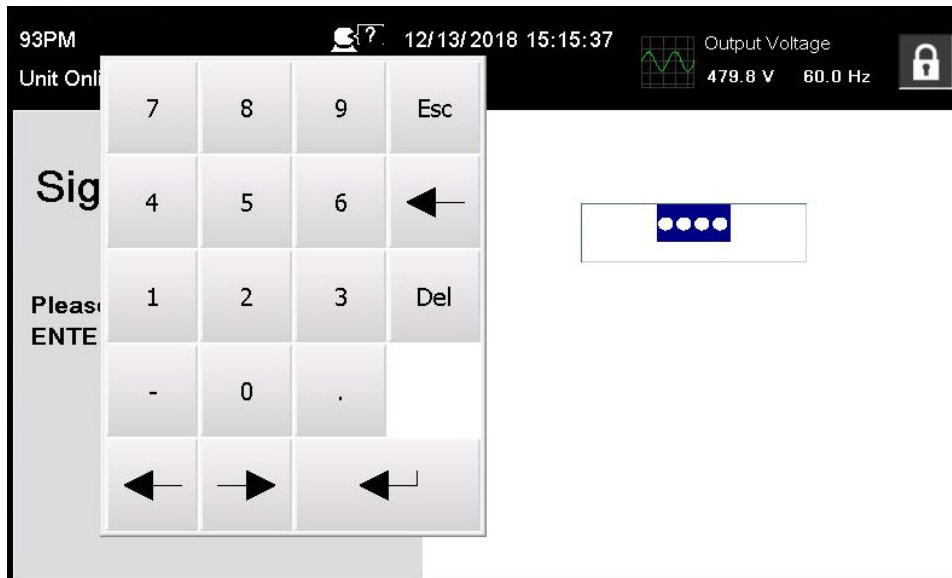 93PM
?
12/13/2018 15:15:37
Output Voltage
Unit Onli
479.8 V 60.0 Hz
7 8 9 Esc
Sig
4 5 6
Pleas
1 2 3 Del
ENTE
- 0 .